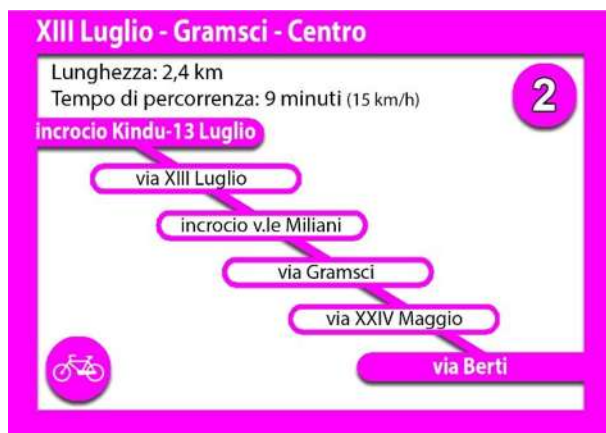 XIII Luglio - Gramsci - Centro
Lunghezza: 2,4 km
Tempo di percorrenza: 9 minuti (15 km/h)
2
incrocio Kindu-13 Luglio
via XIII Luglio
incrocio v.le Miliani
via Gramsci
via XXIV Maggio
via Berti